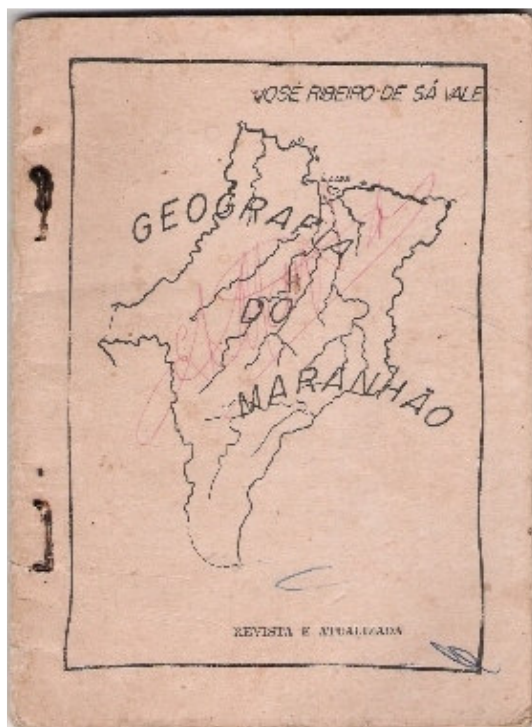 JOSÉ RIBEIRO DE SÁ VALE
GEOGRAFIA
DO
MARANHÃO
REVISTA E ATUALIZADA